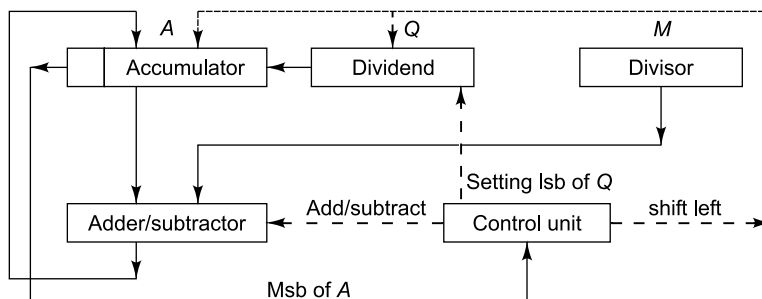 A Q M
Accumulator Dividend Divisor
Setting lsb of Q
Adder/subtractor Add/subtract Control unit shift left
Msb of A